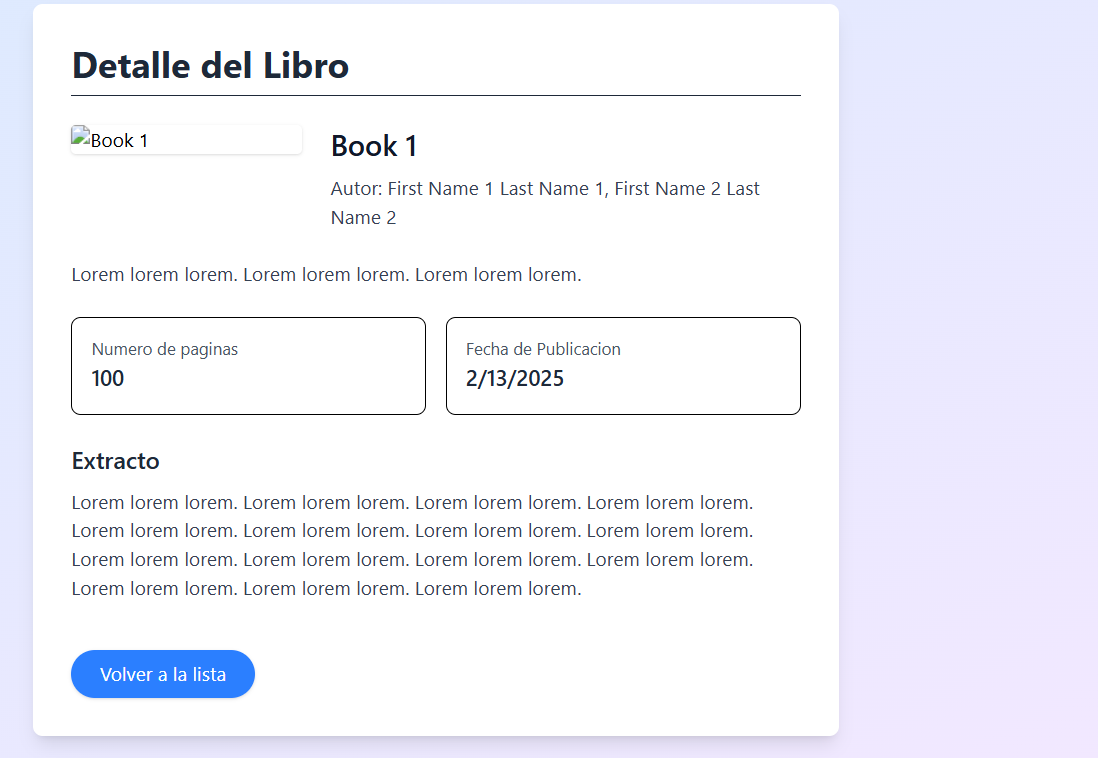 Detalle del Libro
Book 1
Book 1
Autor: First Name 1 Last Name 1, First Name 2 Last
Name 2
Lorem lorem lorem. Lorem lorem lorem. Lorem lorem lorem.
Numero de paginas
100
Fecha de Publicacion
2/13/2025
Extracto
Lorem lorem lorem. Lorem lorem lorem. Lorem lorem lorem. Lorem lorem lorem.
Lorem lorem lorem. Lorem lorem lorem. Lorem lorem lorem. Lorem lorem lorem.
Lorem lorem lorem. Lorem lorem lorem. Lorem lorem lorem. Lorem lorem lorem.
Lorem lorem lorem. Lorem lorem lorem. Lorem lorem lorem.
Volver a la lista